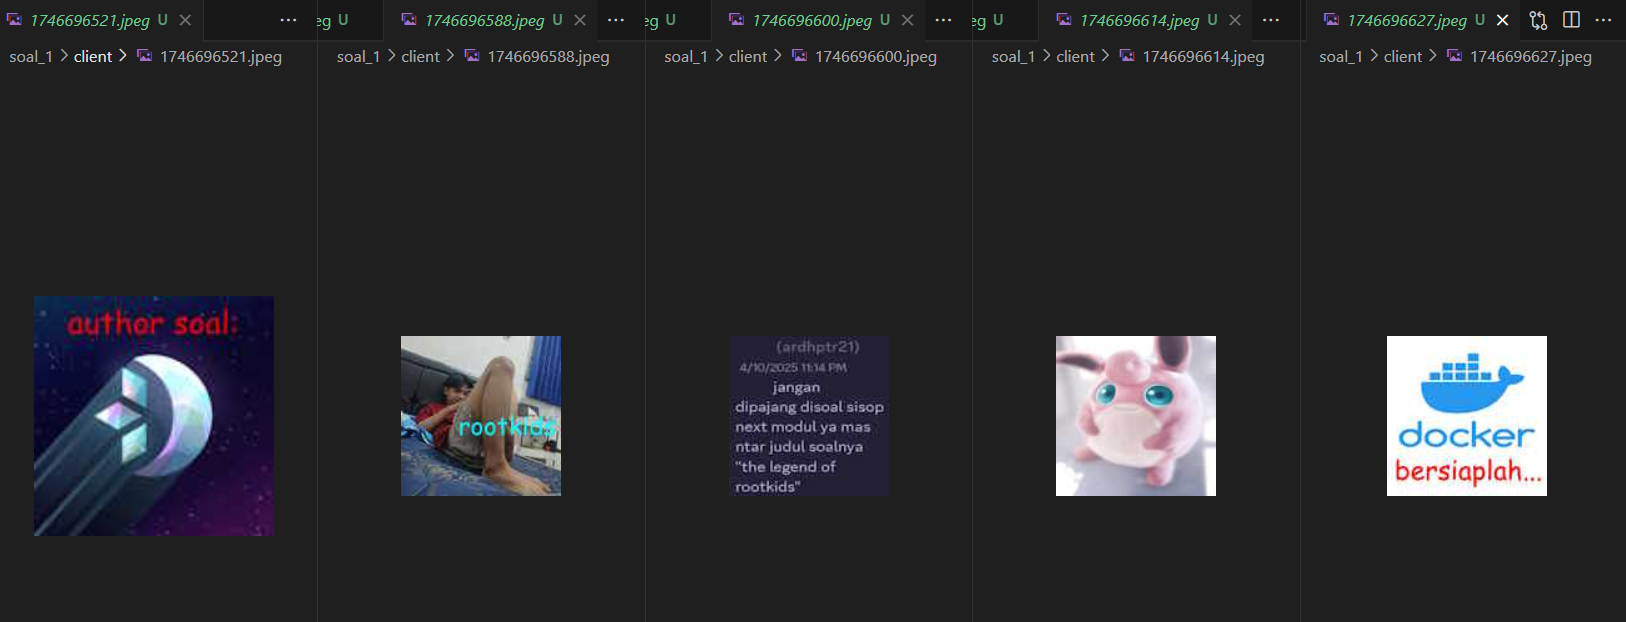 1746696521.jpeg U
eg U
1746696588.jpeg U
eg U
1746696600.jpeg U
eg U
1746696614.jpeg U
1746696627.jpeg U
soal_1 > client > 1746696521.jpeg
soal_1 > client > 1746696588.jpeg
soal_1 > client > 1746696600.jpeg
soal_1 > client > 1746696614.jpeg
soal_1 > client > 1746696627.jpeg
author soal:
rootkids
(ardhptr21)
4/10/2025 11:14 PM
jangan
dipajang disoal sisop
next modul ya mas
ntar judul soalnya
"the legend of
rootkids"
docker
bersiaplah...